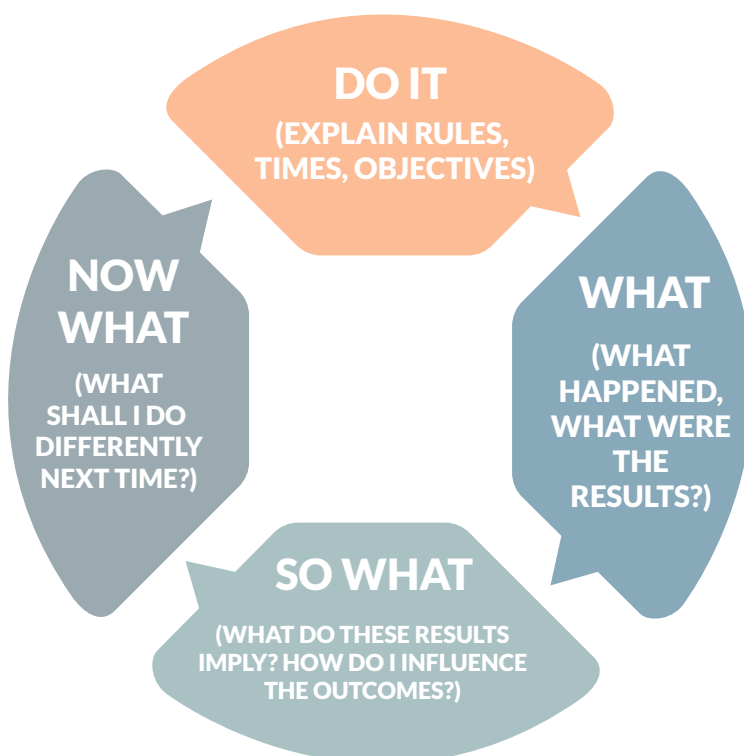 DO IT
(EXPLAIN RULES,
TIMES, OBJECTIVES)
WHAT
(WHAT
HAPPENED,
WHAT WERE
THE
RESULTS?)
SO WHAT
(WHAT DO THESE RESULTS
IMPLY? HOW DO I INFLUENCE
THE OUTCOMES?)
NOW
WHAT
(WHAT
SHALL I DO
DIFFERENTLY
NEXT TIME?)